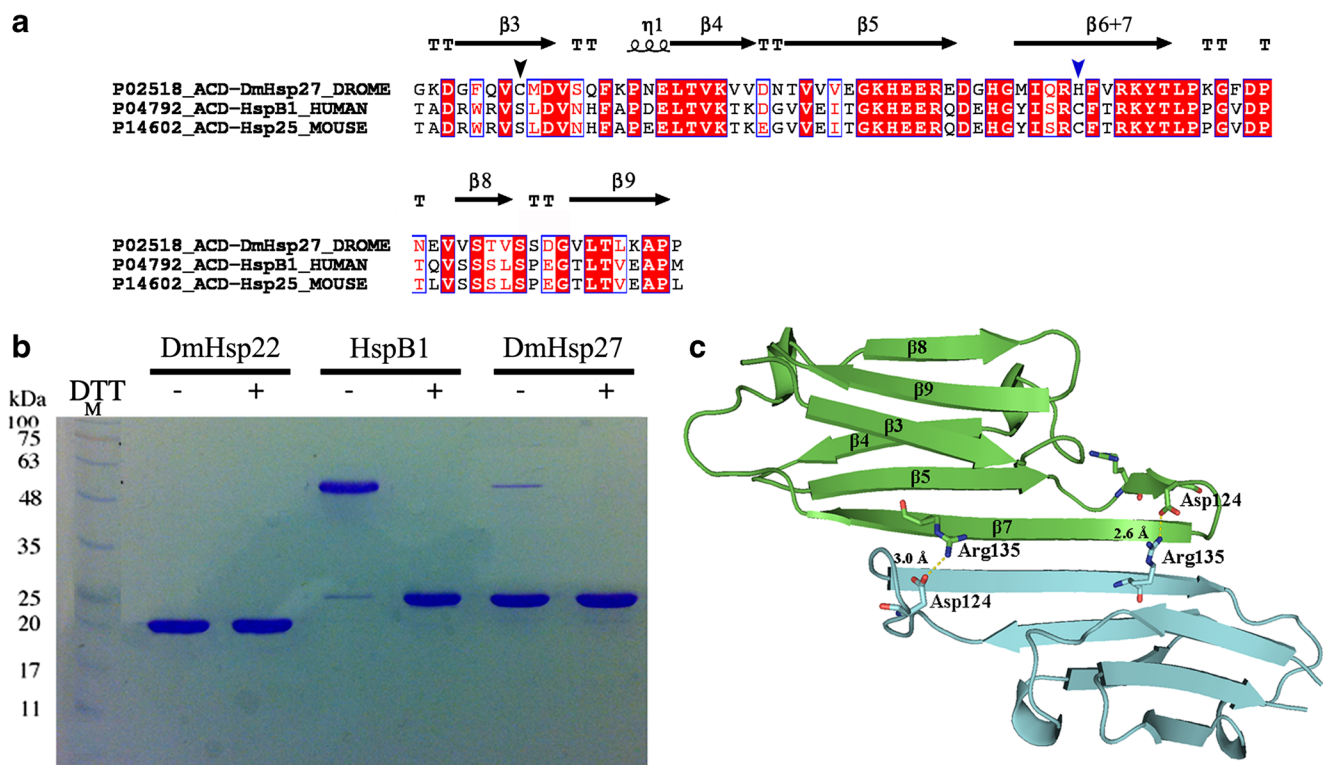 a
β3 η1 β4 β5 β6+7
TT TT TT TT T
P02518_ACD-DmHsp27_DROME GKDGFQVCMDVSQFKPNELTVKVVDNTVVVEGKHEEREDGHGMIQRHFVRKYTLPKGFDP
P04792_ACD-HspB1_HUMAN TADRWRVSLDVNHFAPDELTVKTKDGVVEITGKHEERQDEHGYISRCFTRKYTLPPGVDP
P14602_ACD-Hsp25_MOUSE TADRWRVSLDVNHFAPEELTVKTKEGVVEITGKHEERQDEHGYISRCFTRKYTLPPGVDP
β8 β9
T TT
P02518_ACD-DmHsp27_DROME NEVVSTVSSDGVLTLKAPP
P04792_ACD-HspB1_HUMAN TQVSSSLSPEGTLTVEAPM
P14602_ACD-Hsp25_MOUSE TLVSSSLSPEGTLTVEAPL
b
DmHsp22 HspB1 DmHsp27
kDa DTT - + - + - +
M
100
75
63
48
35
25
20
17
11
c
β8
β9
β3
β4
β5
Asp124
β7 2.6 Å
3.0 Å Arg135 Arg135
Asp124